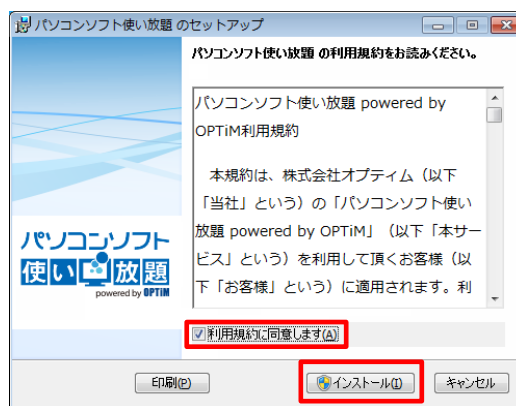 パソコンソフト使い放題 のセットアップ
パソコンソフト使い放題 の利用規約をお読みください。
パソコンソフト使い放題 powered by
OPTiM利用規約
本規約は、株式会社オプティム（以下
「当社」という）の「パソコンソフト使い
放題 powered by OPTiM」（以下「本サー
ビス」という）を利用して頂くお客様（以
下「お客様」という）に適用されます。利
パソコンソフト
使い放題
powered by OPTiM
利用規約に同意します(A)
印刷(P)
インストール(I)
キャンセル